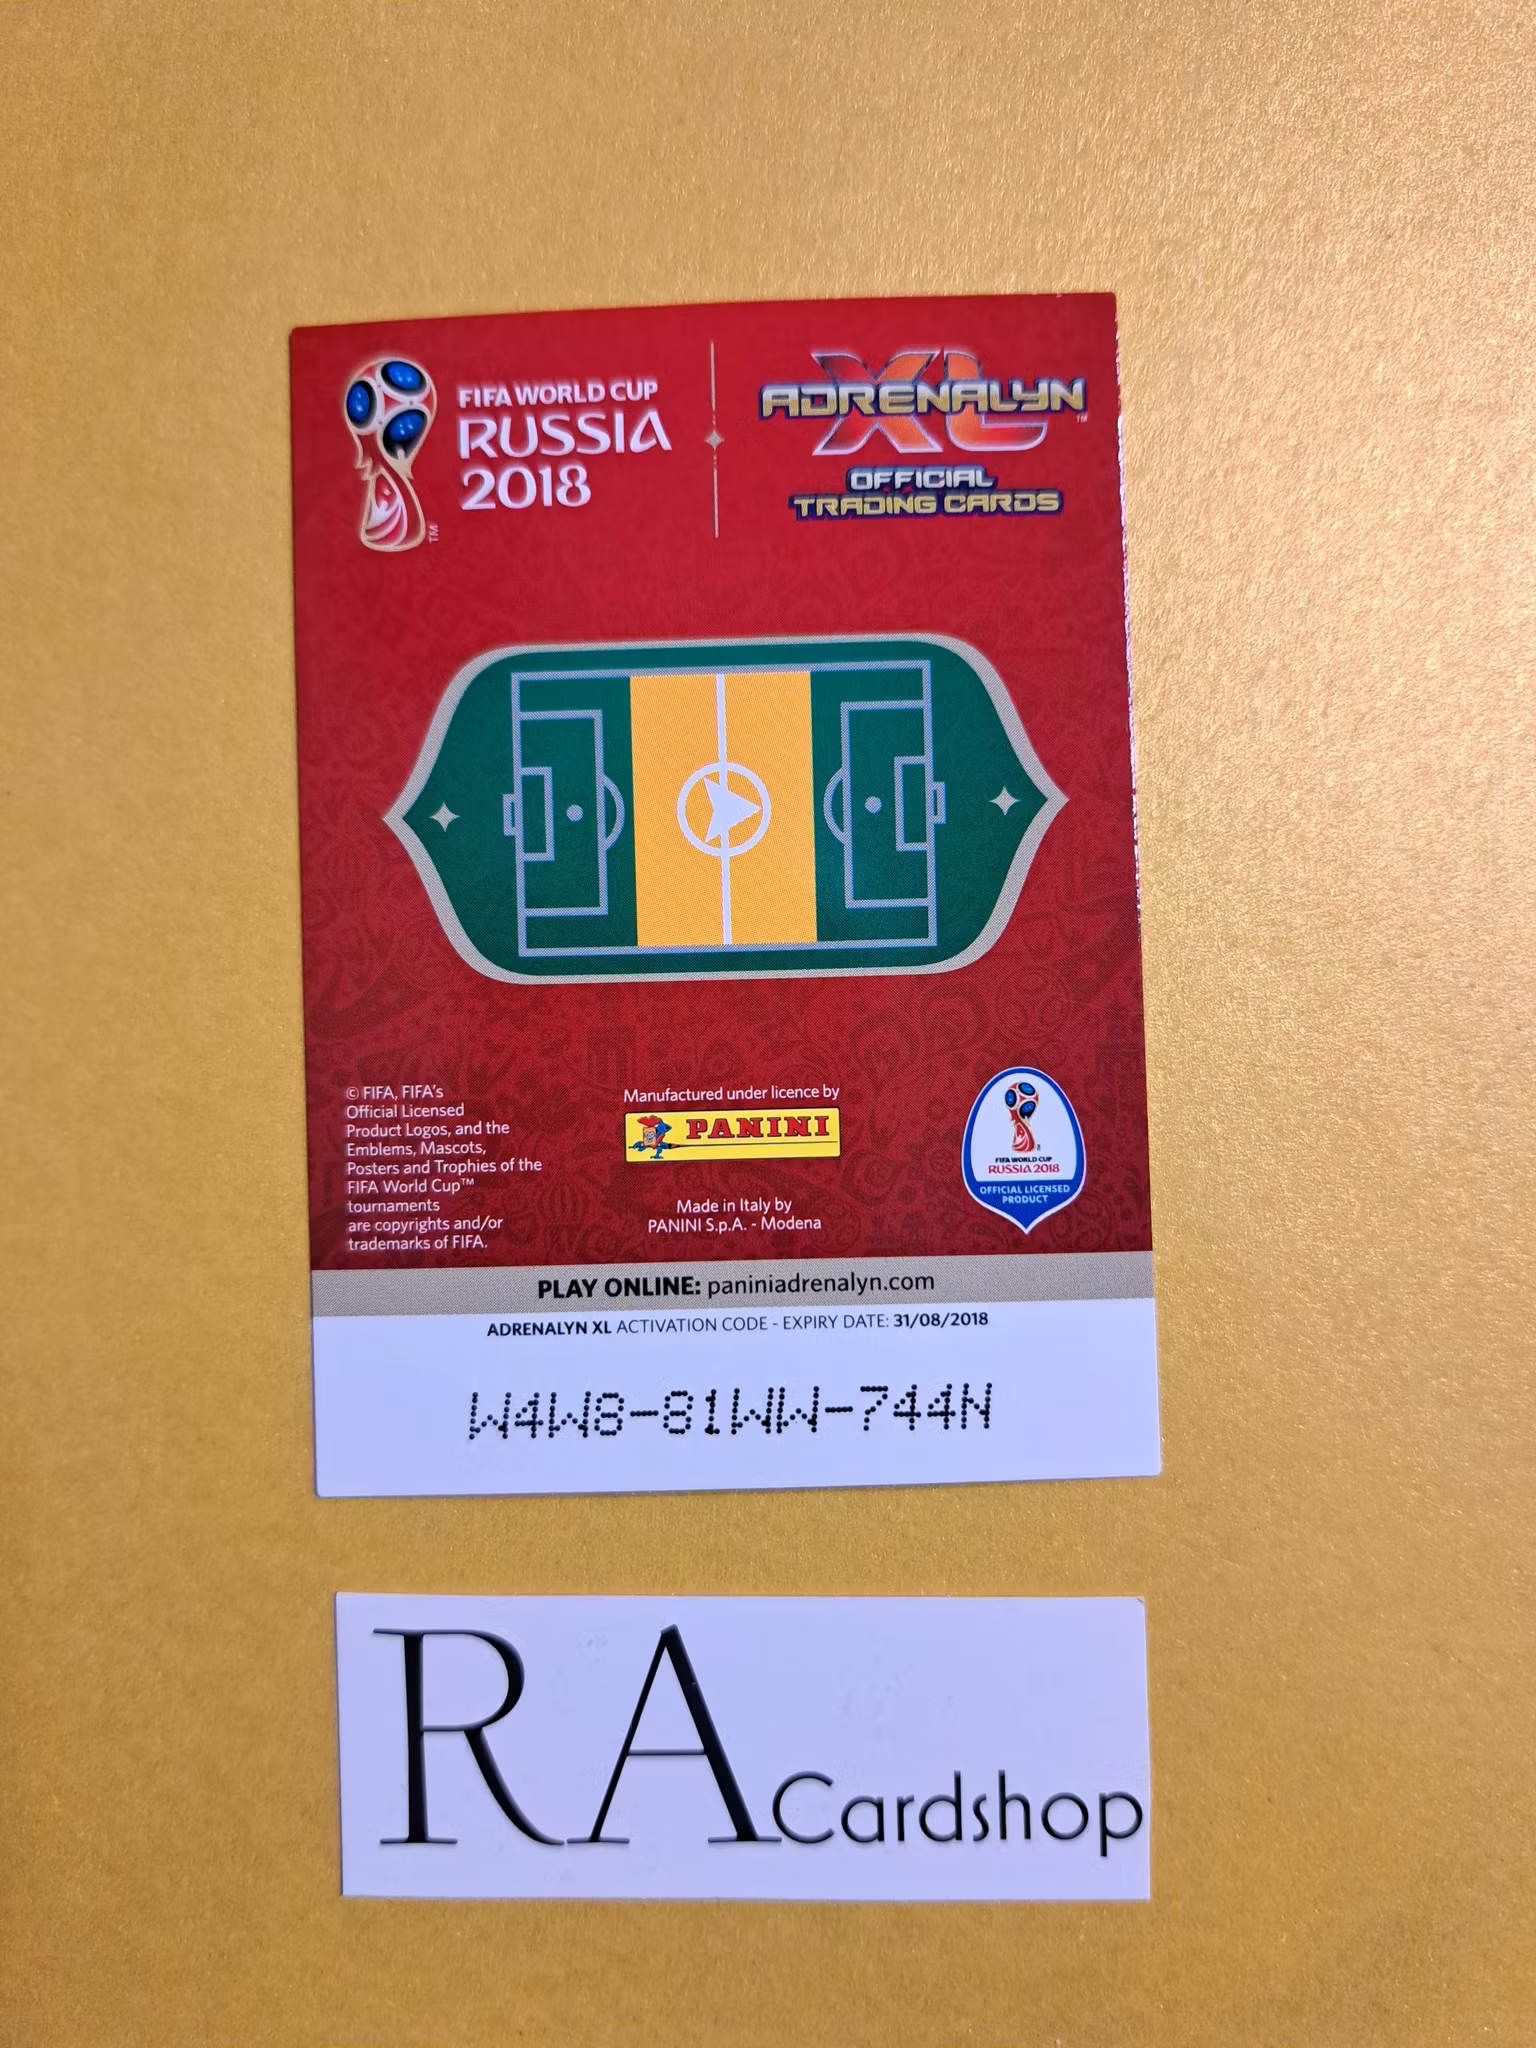 FIFA WORLD CUP
RUSSIA
2018
TM
ADRENALYN
XL
TM
OFFICIAL
TRADING CARDS
© FIFA, FIFA's
Official Licensed
Product Logos, and the
Emblems, Mascots,
Posters and Trophies of the
FIFA World Cup™
tournaments
are copyrights and/or
trademarks of FIFA.
Manufactured under licence by
PANINI
Made in Italy by
PANINI S.p.A. - Modena
FIFA WORLD CUP
RUSSIA 2018
OFFICIAL LICENSED
PRODUCT
PLAY ONLINE: paniniadrenalyn.com
ADRENALYN XL ACTIVATION CODE - EXPIRY DATE: 31/08/2018
W4W8-81WW-744N
RA Cardshop